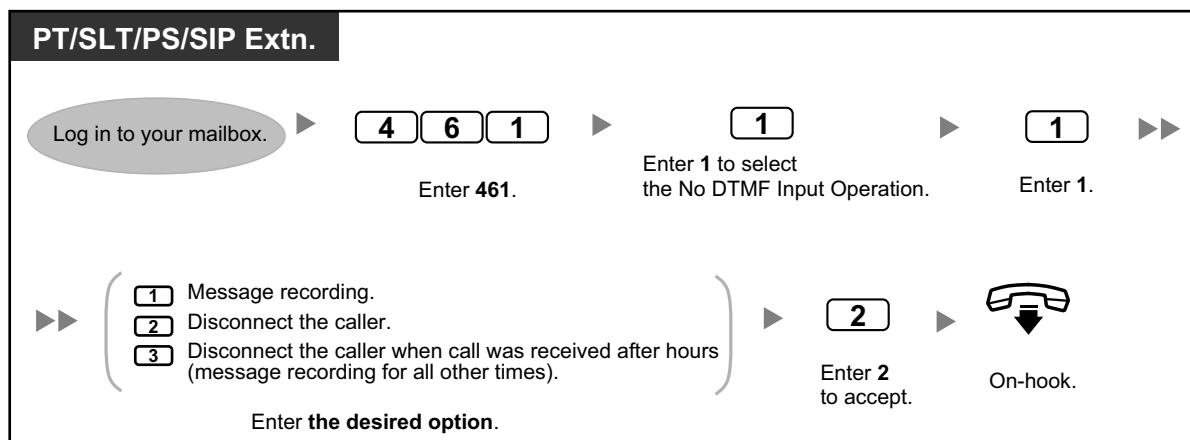 PT/SLT/PS/SIP Extn.
Log in to your mailbox.
4 6 1
Enter 461.
1
Enter 1 to select
the No DTMF Input Operation.
1
Enter 1.
1 Message recording.
2 Disconnect the caller.
3 Disconnect the caller when call was received after hours
(message recording for all other times).
Enter the desired option.
2
Enter 2
to accept.
On-hook.